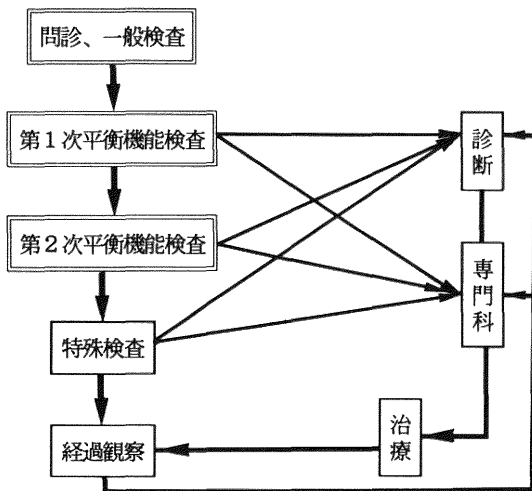 問診、一般検査
第1次平衡機能検査
第2次平衡機能検査
特殊検査
経過観察
診断
専門科
治療